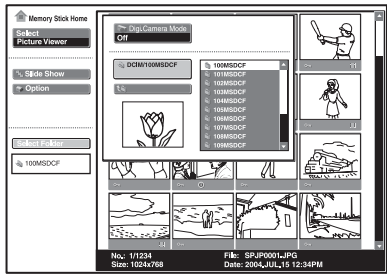 Memory Stick Home
Select
Picture Viewer
Slide Show
Option
Select Folder
100MSDCF
Digi. Camera Mode
Off
DCIM/100MSDCF
100MSDCF
101MSDCF
102MSDCF
103MSDCF
104MSDCF
105MSDCF
106MSDCF
107MSDCF
108MSDCF
109MSDCF
No.: 1/1234
File: SPJP0001.JPG
Size: 1024x768
Date: 2004.JUL.15 12:34PM